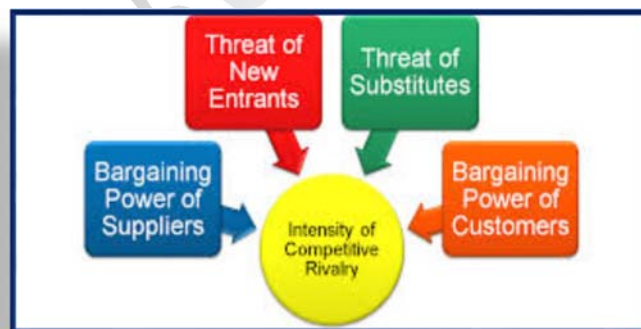 Threat of
New
Entrants
Threat of
Substitutes
Bargaining
Power of
Suppliers
Bargaining
Power of
Customers
Intensity of
Competitive
Rivalry